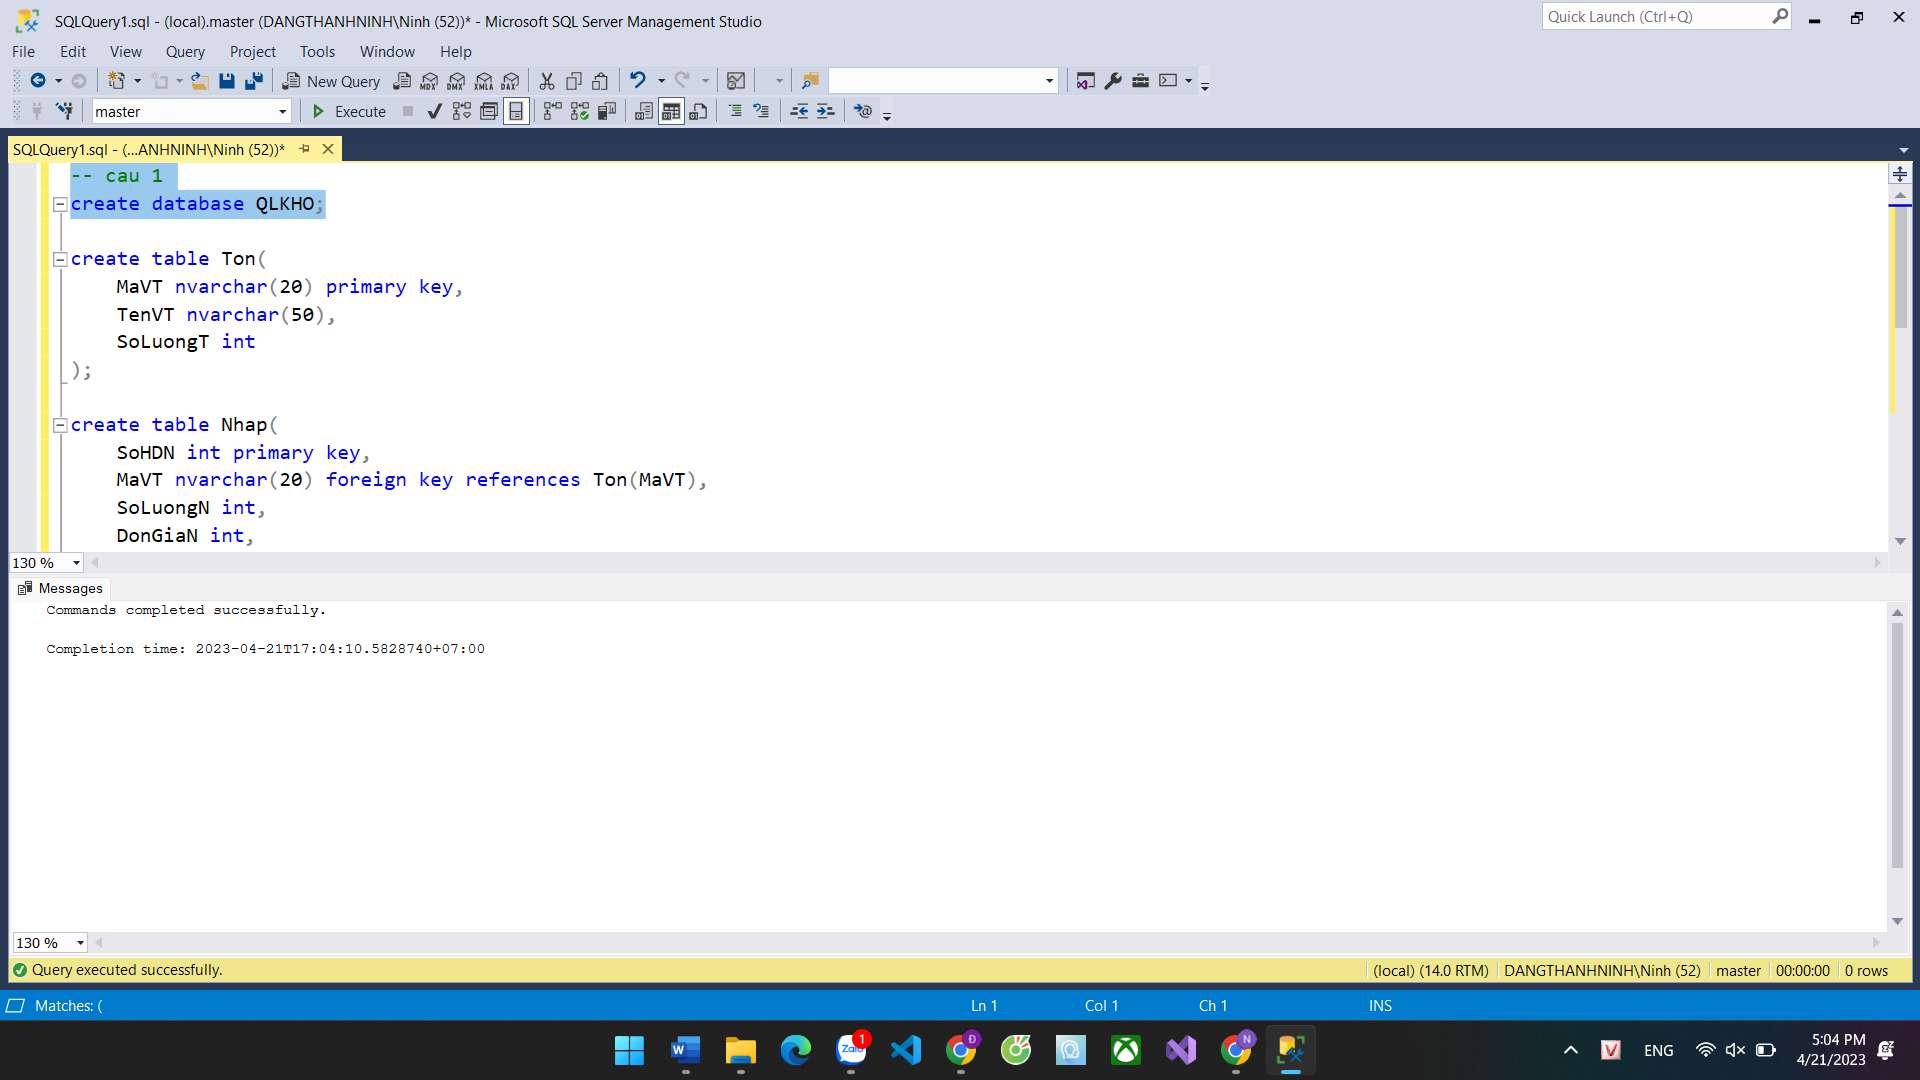 SQLQuery1.sql - (local).master (DANGTHANHNINH\Ninh (52))* - Microsoft SQL Server Management Studio
Quick Launch (Ctrl+Q)
File Edit View Query Project Tools Window Help
New Query MDX DMX XMLA DAX
master Execute
SQLQuery1.sql - (...ANHNINH\Ninh (52))*
-- cau 1
create database QLKHO;
create table Ton(
MaVT nvarchar(20) primary key,
TenVT nvarchar(50),
SoLuongT int
);
create table Nhap(
SoHDN int primary key,
MaVT nvarchar(20) foreign key references Ton(MaVT),
SoLuongN int,
DonGiaN int,
130 %
Messages
Commands completed successfully.
Completion time: 2023-04-21T17:04:10.5828740+07:00
130 %
Query executed successfully. (local) (14.0 RTM) DANGTHANHNINH\Ninh (52) master 00:00:00 0 rows
Matches: ( Ln 1 Col 1 Ch 1 INS
Zalo 1 Đ N
V ENG 5:04 PM
4/21/2023